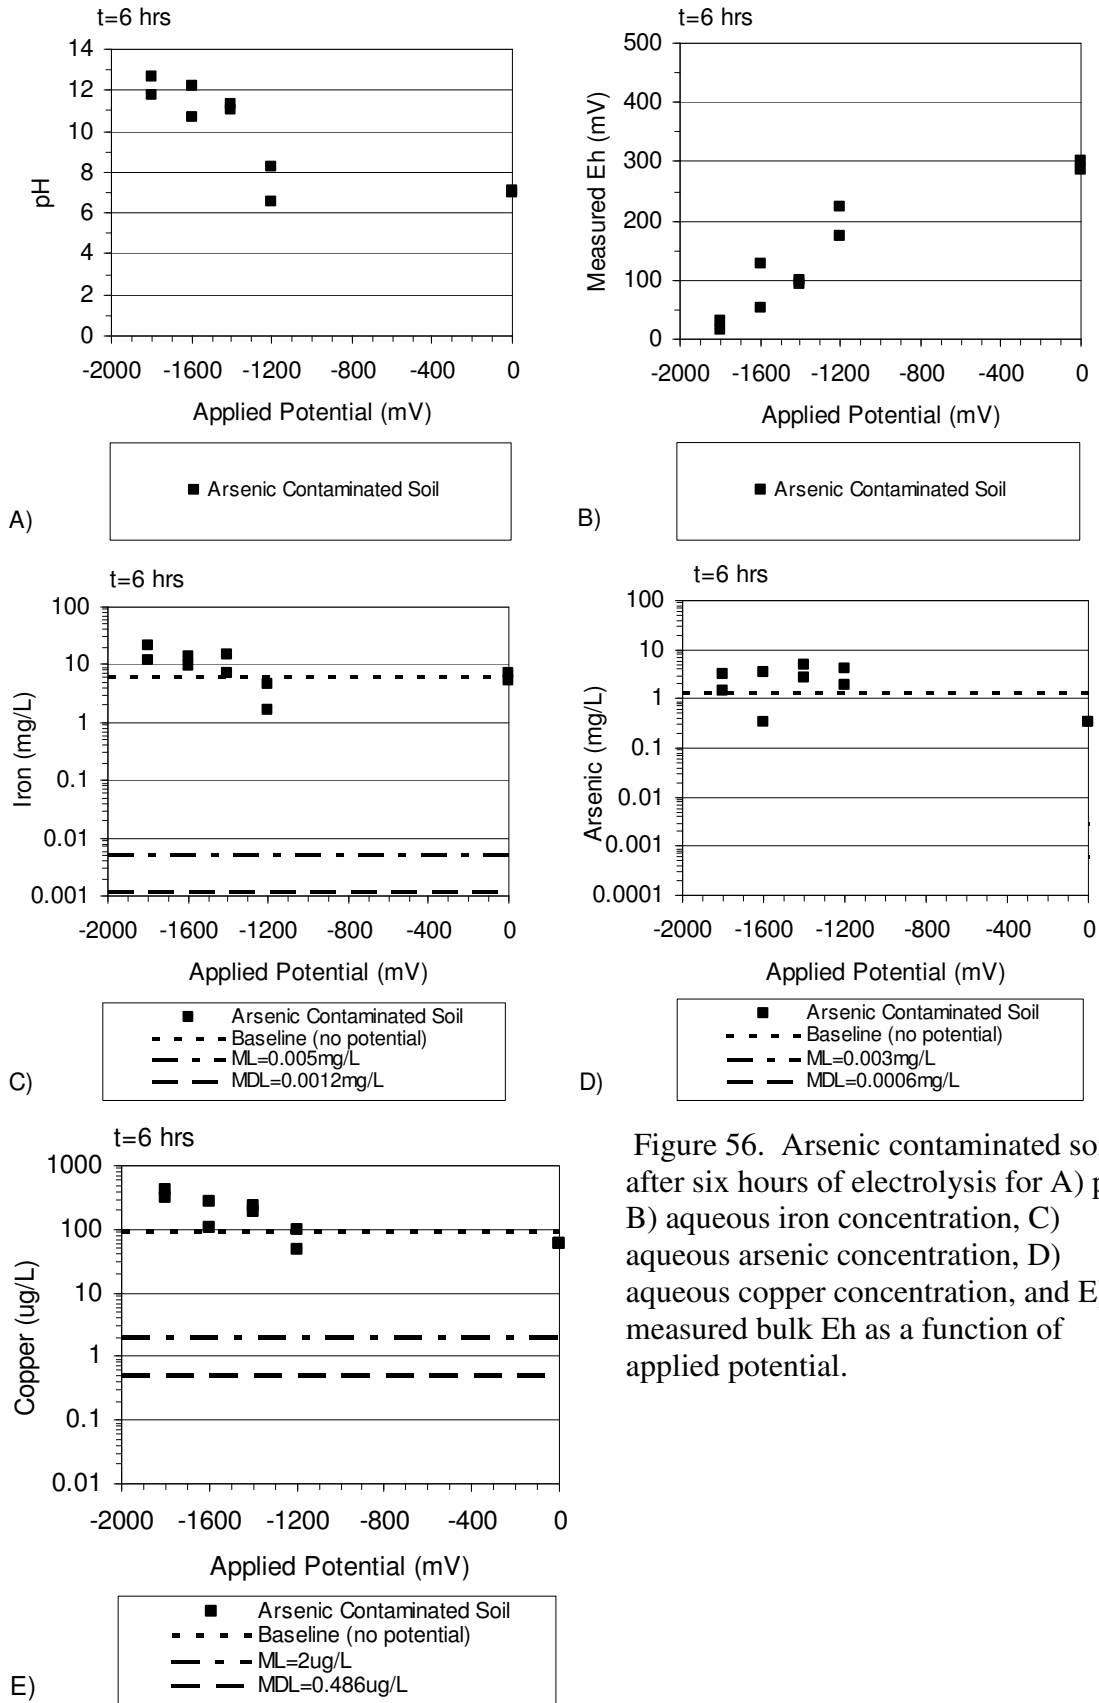 t=6 hrs
14
12
10
8
6
4
2
0
pH
-2000 -1600 -1200 -800 -400 0
Applied Potential (mV)
Arsenic Contaminated Soil
A)
t=6 hrs
500
400
300
200
100
0
Measured Eh (mV)
-2000 -1600 -1200 -800 -400 0
Applied Potential (mV)
Arsenic Contaminated Soil
B)
t=6 hrs
100
10
1
0.1
0.01
0.001
Iron (mg/L)
-2000 -1600 -1200 -800 -400 0
Applied Potential (mV)
Arsenic Contaminated Soil
Baseline (no potential)
ML=0.005mg/L
MDL=0.0012mg/L
C)
t=6 hrs
100
10
1
0.1
0.01
0.001
0.0001
Arsenic (mg/L)
-2000 -1600 -1200 -800 -400 0
Applied Potential (mV)
Arsenic Contaminated Soil
Baseline (no potential)
ML=0.003mg/L
MDL=0.0006mg/L
D)
t=6 hrs
1000
100
10
1
0.1
0.01
Copper (ug/L)
-2000 -1600 -1200 -800 -400 0
Applied Potential (mV)
Arsenic Contaminated Soil
Baseline (no potential)
ML=2ug/L
MDL=0.486ug/L
E)
Figure 56. Arsenic contaminated
after six hours of electrolysis for A)
B) aqueous iron concentration, C)
aqueous arsenic concentration, D)
aqueous copper concentration, and E
measured bulk Eh as a function of
applied potential.